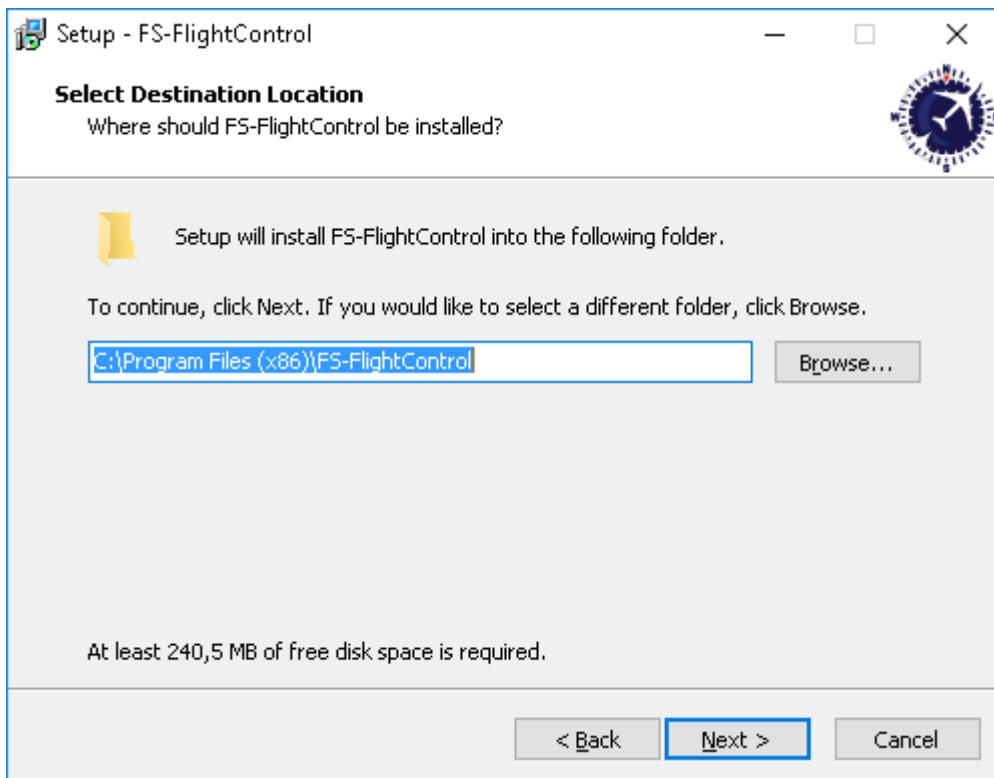 Setup - FS-FlightControl
Select Destination Location
Where should FS-FlightControl be installed?
N
W
S
Setup will install FS-FlightControl into the following folder.
To continue, click Next. If you would like to select a different folder, click Browse.
C:\Program Files (x86)\FS-FlightControl
Browse...
At least 240,5 MB of free disk space is required.
< Back
Next >
Cancel